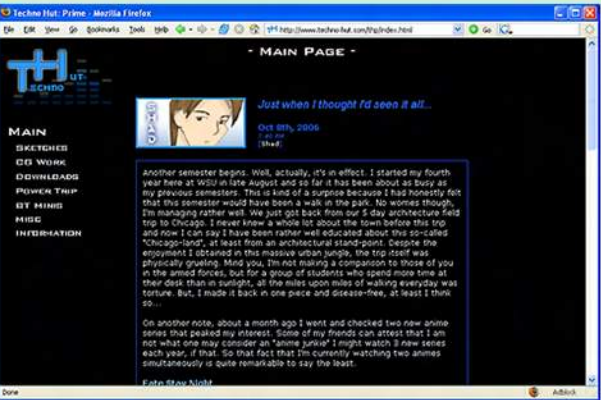 Techno Hut: Prime - Mozilla Firefox
File Edit View Go Bookmarks Tools Help
http://www.techno-hut.com/thp/index.html
Go
- MAIN PAGE -
TECHNO HUT-
SHAD
Just when I thought I'd seen it all...
Oct 8th, 2006
[Shad]
MAIN
SKETCHES
CG WORK
DOWNLOADS
POWER TRIP
GT MINIS
MISC
INFORMATION
Another semester begins. Well, actually, it's in effect. I started my fourth
year here at WSU in late August and so far it has been about as busy as
my previous semesters. This is kind of a surprise because I had honestly felt
that this semester would have been a walk in the park. No worries though,
I'm managing rather well. We just got back from our 5 day architecture field
trip to Chicago. I never knew a whole lot about the town before this trip
and now I can say I have been rather well educated about this so-called
"Chicago-land", at least from an architectural stand-point. Despite the
enjoyment I obtained in this massive urban jungle, the trip itself was
physically grueling. Mind you, I'm not making a comparison to those of you
in the armed forces, but for a group of students who spend more time at
their desk than in sunlight, all the miles upon miles of walking everyday was
torture. But, I made it back in one piece and disease-free, at least I think
so...
On another note, about a month ago I went and checked two new anime
series that peaked my interest. Some of my friends can attest that I am
not what one may consider an "anime junkie" I might watch 3 new series
each year, if that. So that fact that I'm currently watching two animes
simultaneously is quite remarkable to say the least.
Fate Stay Night
Done
Adblock